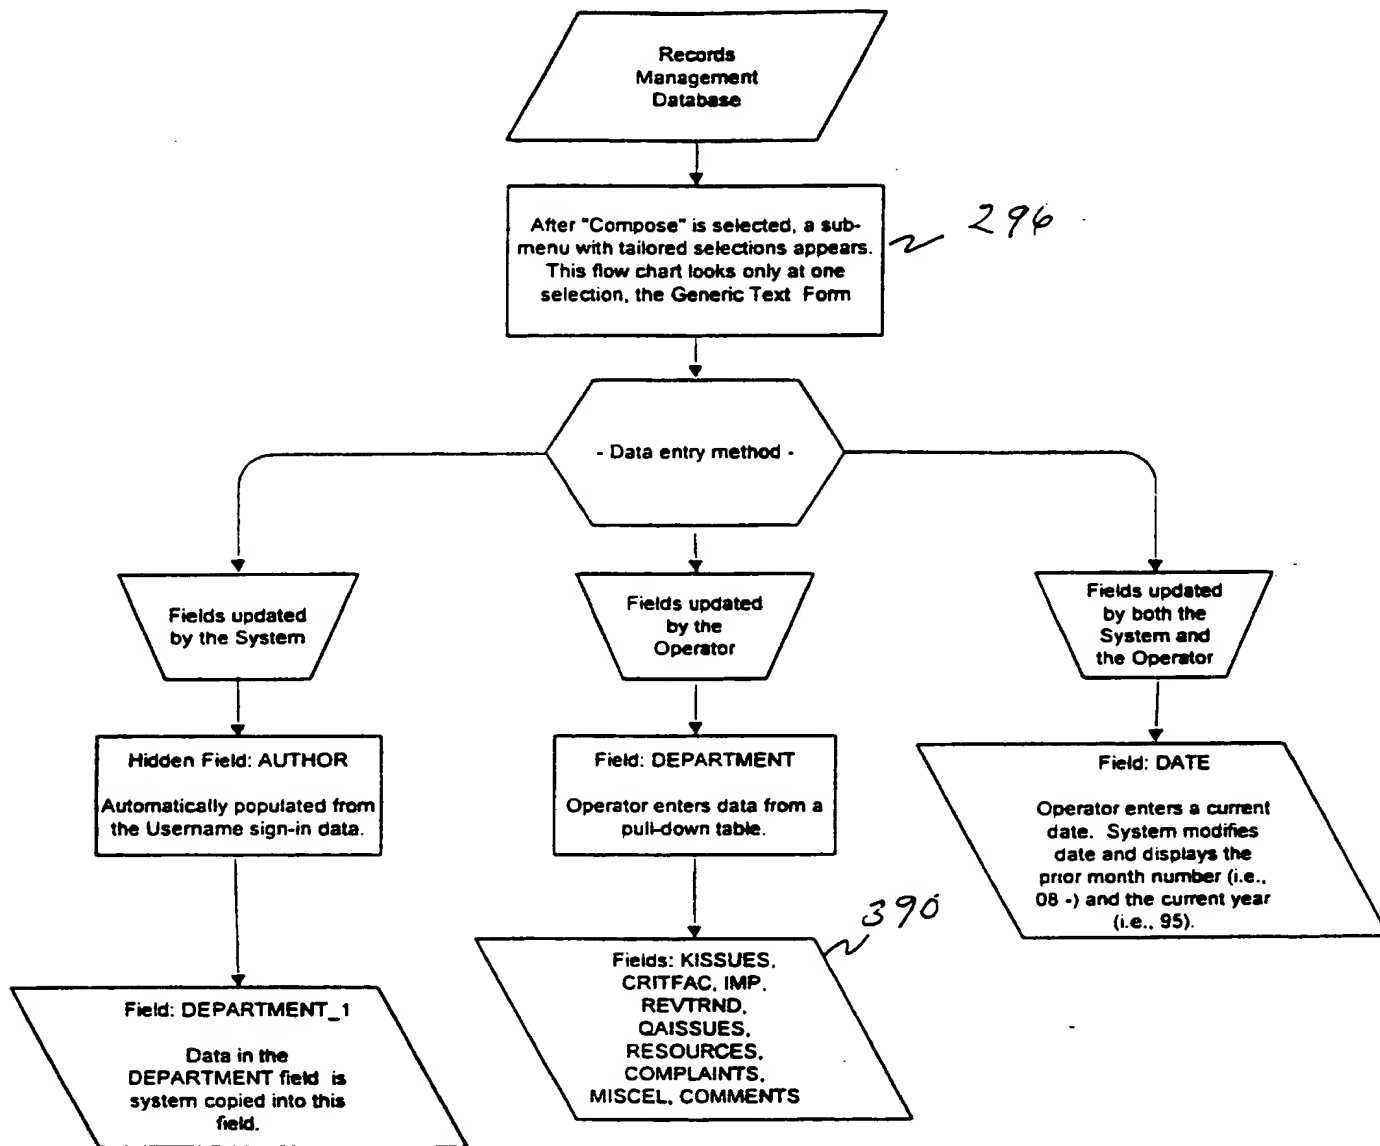 Records
Management
Database
After "Compose" is selected, a sub-
menu with tailored selections appears.
This flow chart looks only at one
selection, the Generic Text Form
296
- Data entry method -
Fields updated
by the System
Fields updated
by the
Operator
Fields updated
by both the
System and
the Operator
Hidden Field: AUTHOR
Automatically populated from
the Username sign-in data.
Field: DEPARTMENT
Operator enters data from a
pull-down table.
Field: DATE
Operator enters a current
date. System modifies
date and displays the
prior month number (i.e.,
08 -) and the current year
(i.e., 95).
390
Field: DEPARTMENT_1
Data in the
DEPARTMENT field is
system copied into this
field.
Fields: KISSUES,
CRITFAC, IMP,
REVTRND,
QAISSUES,
RESOURCES,
COMPLAINTS,
MISCEL, COMMENTS